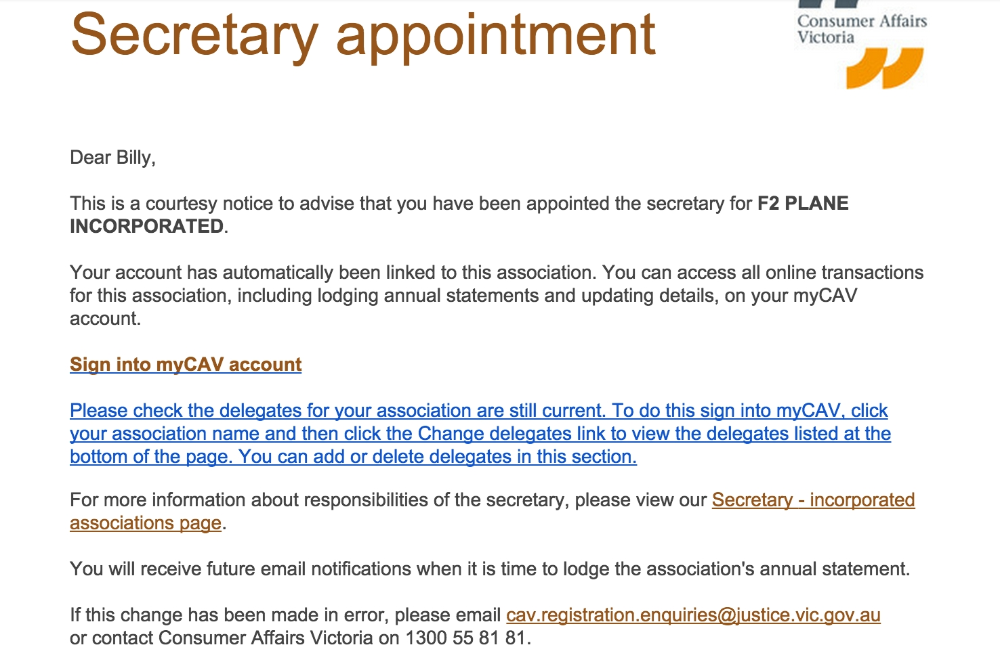 Secretary appointment
Consumer Affairs
Victoria
Dear Billy,
This is a courtesy notice to advise that you have been appointed the secretary for F2 PLANE
INCORPORATED.
Your account has automatically been linked to this association. You can access all online transactions
for this association, including lodging annual statements and updating details, on your myCAV
account.
Sign into myCAV account
Please check the delegates for your association are still current. To do this sign into myCAV, click
your association name and then click the Change delegates link to view the delegates listed at the
bottom of the page. You can add or delete delegates in this section.
For more information about responsibilities of the secretary, please view our Secretary - incorporated
associations page.
You will receive future email notifications when it is time to lodge the association's annual statement.
If this change has been made in error, please email cav.registration.enquiries@justice.vic.gov.au
or contact Consumer Affairs Victoria on 1300 55 81 81.